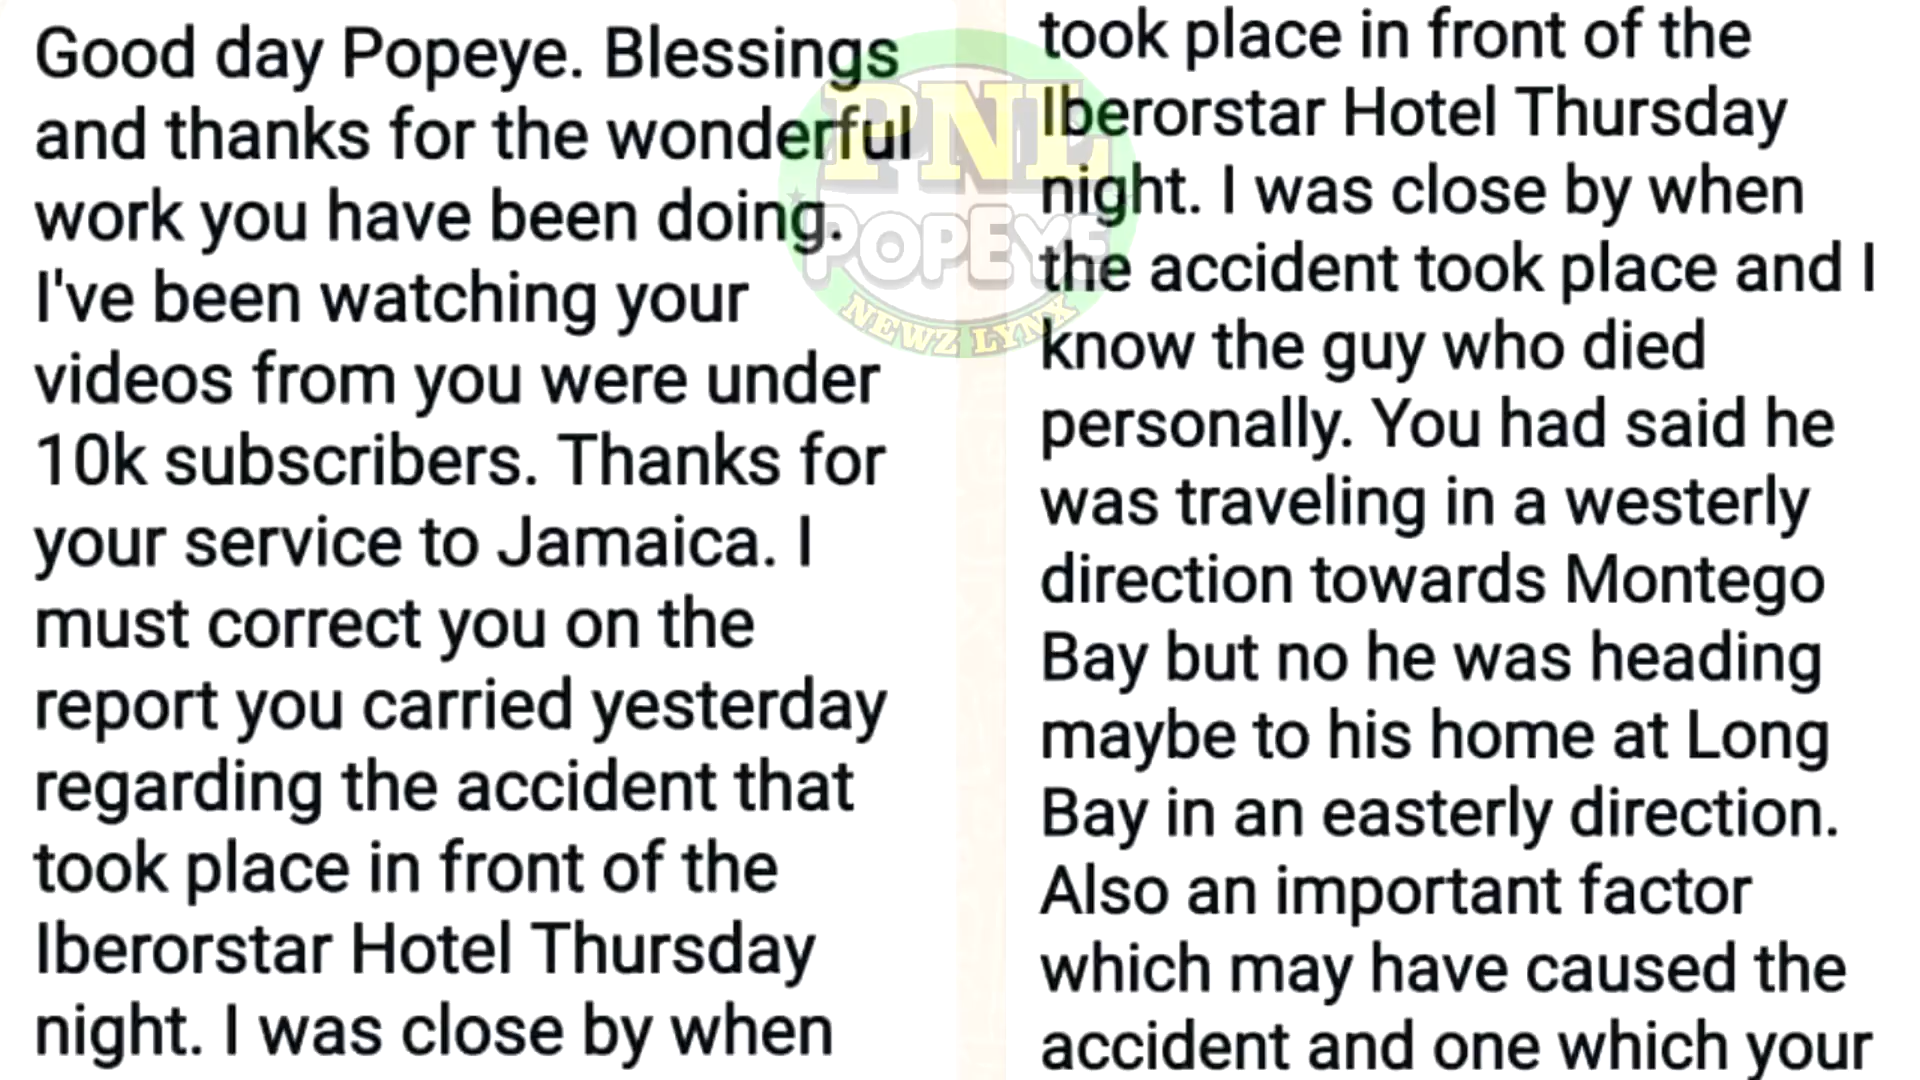 Good day Popeye. Blessings
and thanks for the wonderful
work you have been doing.
I've been watching your
videos from you were under
10k subscribers. Thanks for
your service to Jamaica. I
must correct you on the
report you carried yesterday
regarding the accident that
took place in front of the
Iberorstar Hotel Thursday
night. I was close by when
took place in front of the
Iberorstar Hotel Thursday
night. I was close by when
the accident took place and I
know the guy who died
personally. You had said he
was traveling in a westerly
direction towards Montego
Bay but no he was heading
maybe to his home at Long
Bay in an easterly direction.
Also an important factor
which may have caused the
accident and one which your
PNL
POPEYE
NEWZ LYNX